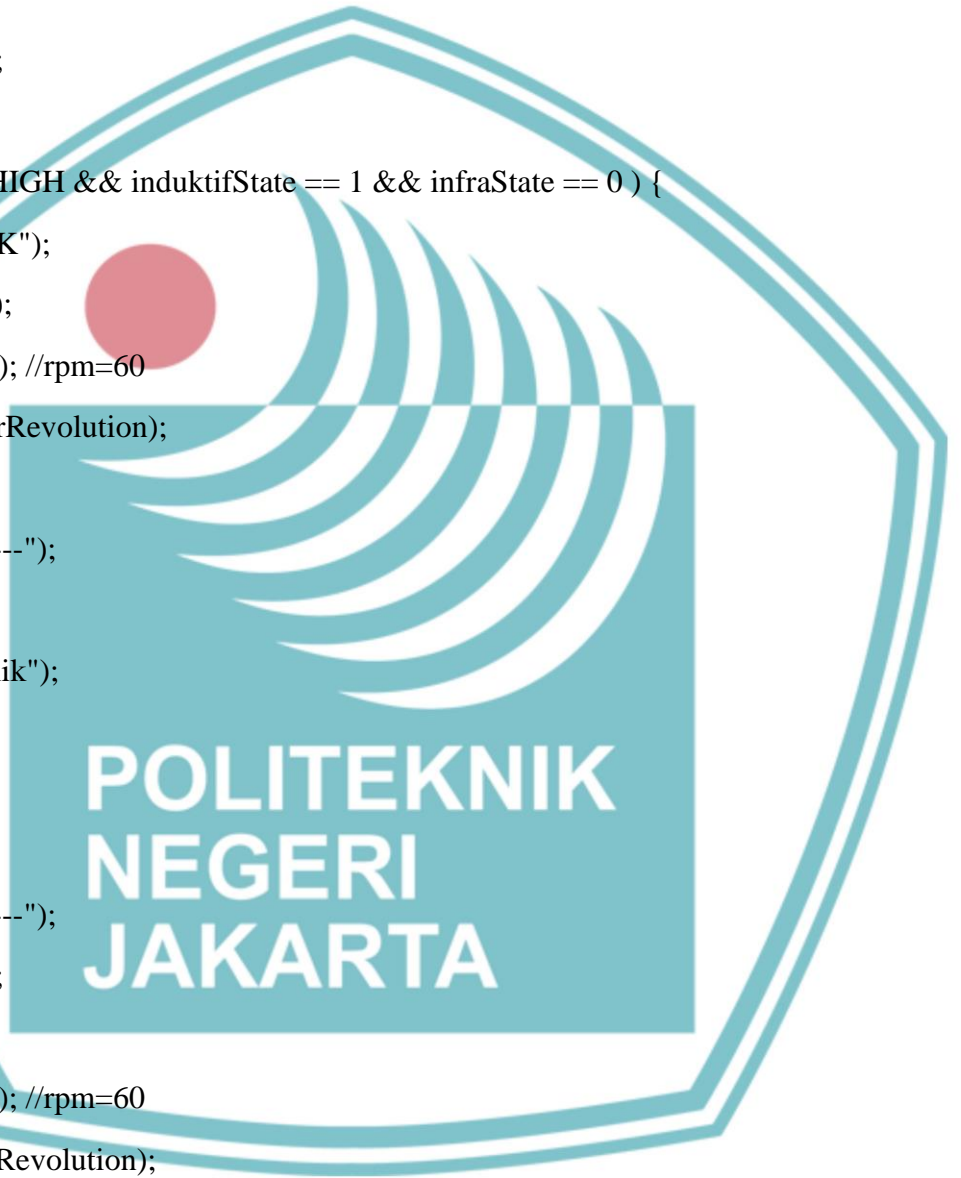 ;
HIGH && induktifState == 1 && infraState == 0 ) {
K");
);
); //rpm=60
rRevolution);
--");
ik");
POLITEKNIK
NEGERI
--");
JAKARTA
;
); //rpm=60
Revolution);